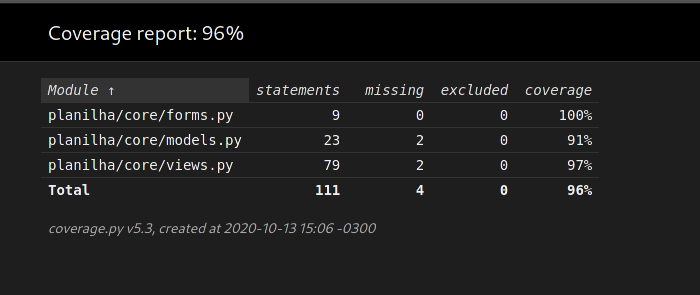 Coverage report: 96%
Module ↑ statements missing excluded coverage
planilha/core/forms.py 9 0 0 100%
planilha/core/models.py 23 2 0 91%
planilha/core/views.py 79 2 0 97%
Total 111 4 0 96%
coverage.py v5.3, created at 2020-10-13 15:06 -0300